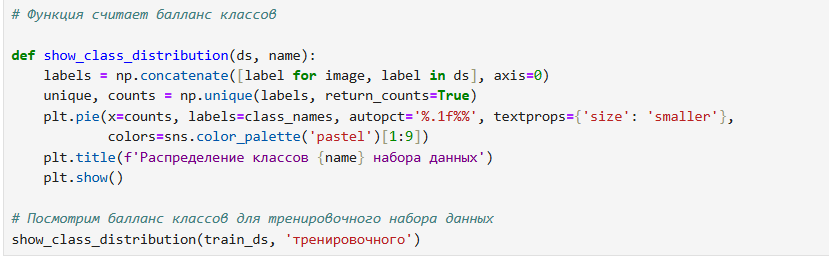 # Функция считает балланс классов
def show_class_distribution(ds, name):
    labels = np.concatenate([label for image, label in ds], axis=0)
    unique, counts = np.unique(labels, return_counts=True)
    plt.pie(x=counts, labels=class_names, autopct='%.1f%%', textprops={'size': 'smaller'},
            colors=sns.color_palette('pastel')[1:9])
    plt.title(f'Распределение классов {name} набора данных')
    plt.show()
# Посмотрим балланс классов для тренировочного набора данных
show_class_distribution(train_ds, 'тренировочного')